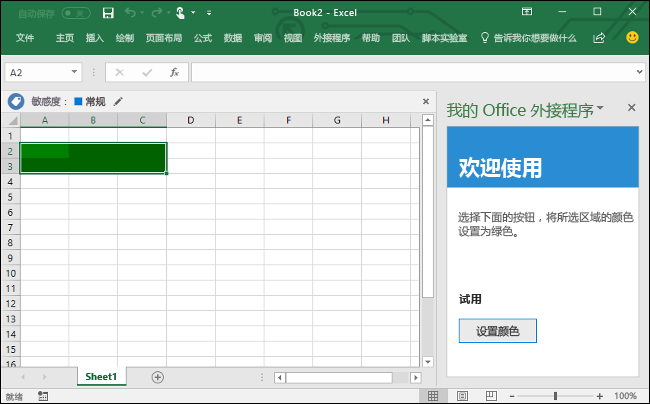 自动保存 关 Book2 - Excel
文件 主页 插入 绘制 页面布局 公式 数据 审阅 视图 外接程序 帮助 团队 脚本实验室 告诉我你想要做什么
A2 fx
敏感度： 常规
我的 Office 外接程序
A B C D E F G H
1
2
3
4
5
6
7
8
9
10
11
12
13
14
15
16
欢迎使用
选择下面的按钮，将所选区域的颜色
设置为绿色。
试用
设置颜色
Sheet1
就绪 100%